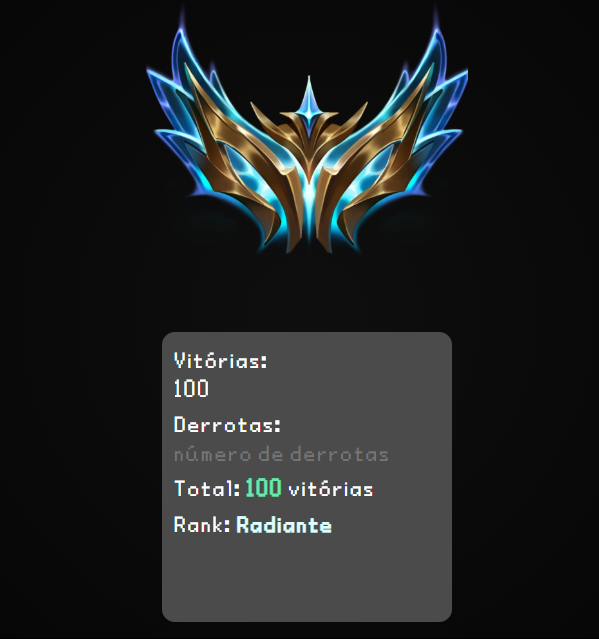 Vitórias:
100
Derrotas:
número de derrotas
Total: 100 vitórias
Rank: Radiante